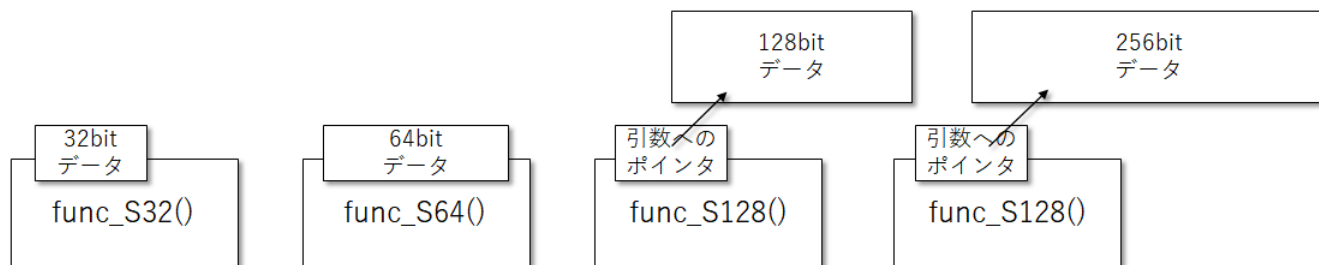 128bit
データ
256bit
データ
32bit
データ
64bit
データ
引数への
ポインタ
引数への
ポインタ
func_S32()
func_S64()
func_S128()
func_S128()